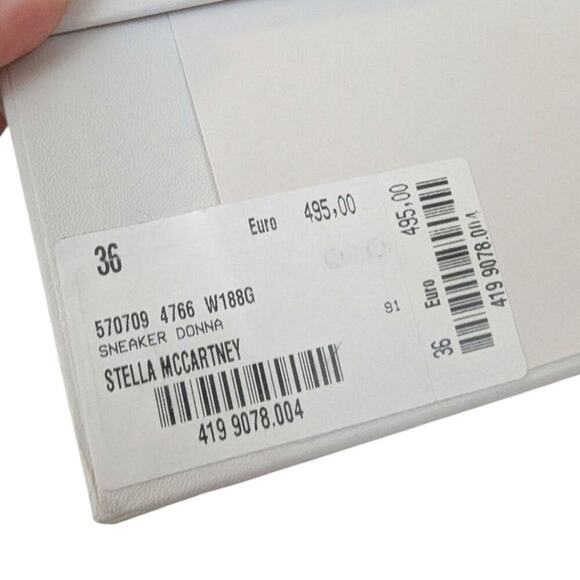 36
Euro 495,00
570709 4766 W188G
SNEAKER DONNA
91
STELLA MCCARTNEY
419 9078.004
36 Euro 495,00
419 9078.004